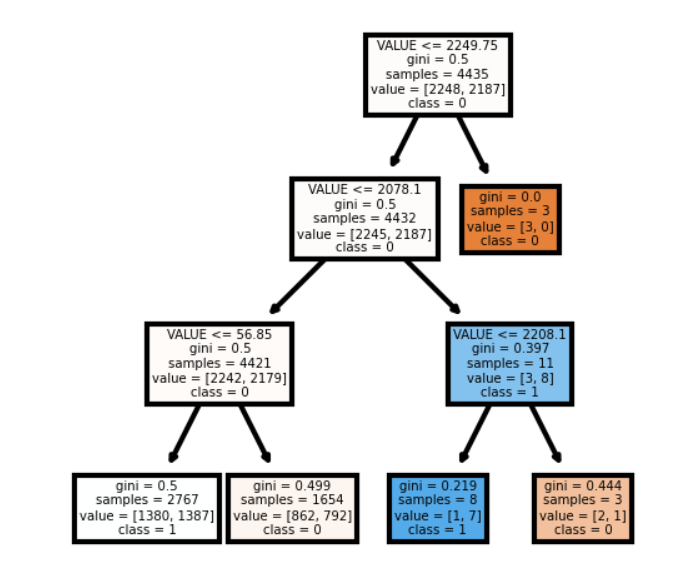 VALUE <= 2249.75
gini = 0.5
samples = 4435
value = [2248, 2187]
class = 0
VALUE <= 2078.1
gini = 0.5
samples = 4432
value = [2245, 2187]
class = 0
gini = 0.0
samples = 3
value = [3, 0]
class = 0
VALUE <= 56.85
gini = 0.5
samples = 4421
value = [2242, 2179]
class = 0
VALUE <= 2208.1
gini = 0.397
samples = 11
value = [3, 8]
class = 1
gini = 0.5
samples = 2767
value = [1380, 1387]
class = 1
gini = 0.499
samples = 1654
value = [862, 792]
class = 0
gini = 0.219
samples = 8
value = [1, 7]
class = 1
gini = 0.444
samples = 3
value = [2, 1]
class = 0